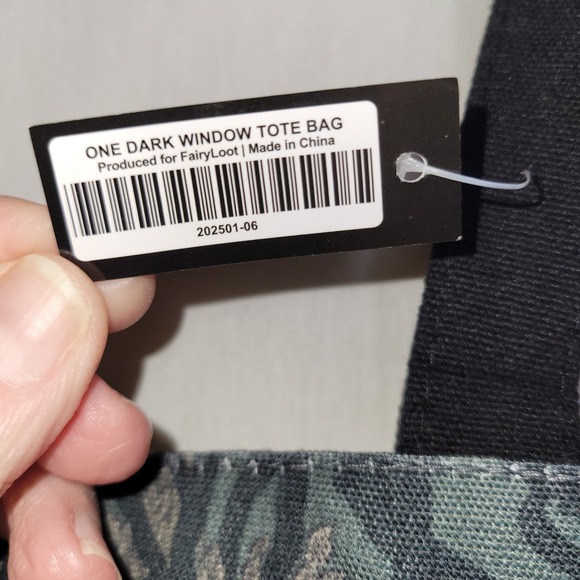 ONE DARK WINDOW TOTE BAG
Produced for FairyLoot | Made in China
202501-06